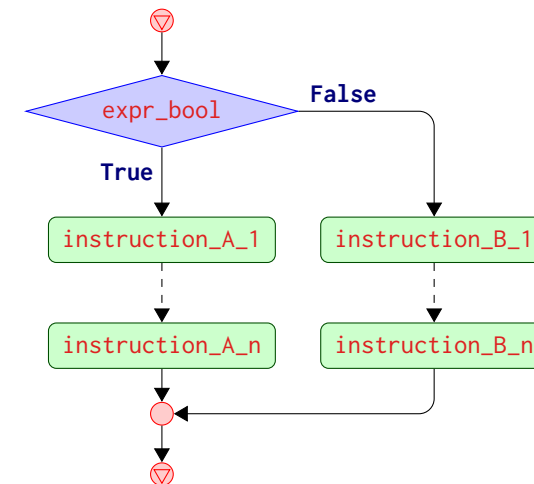 expr_bool
False
True
instruction_A_1
instruction_B_1
instruction_A_n
instruction_B_n